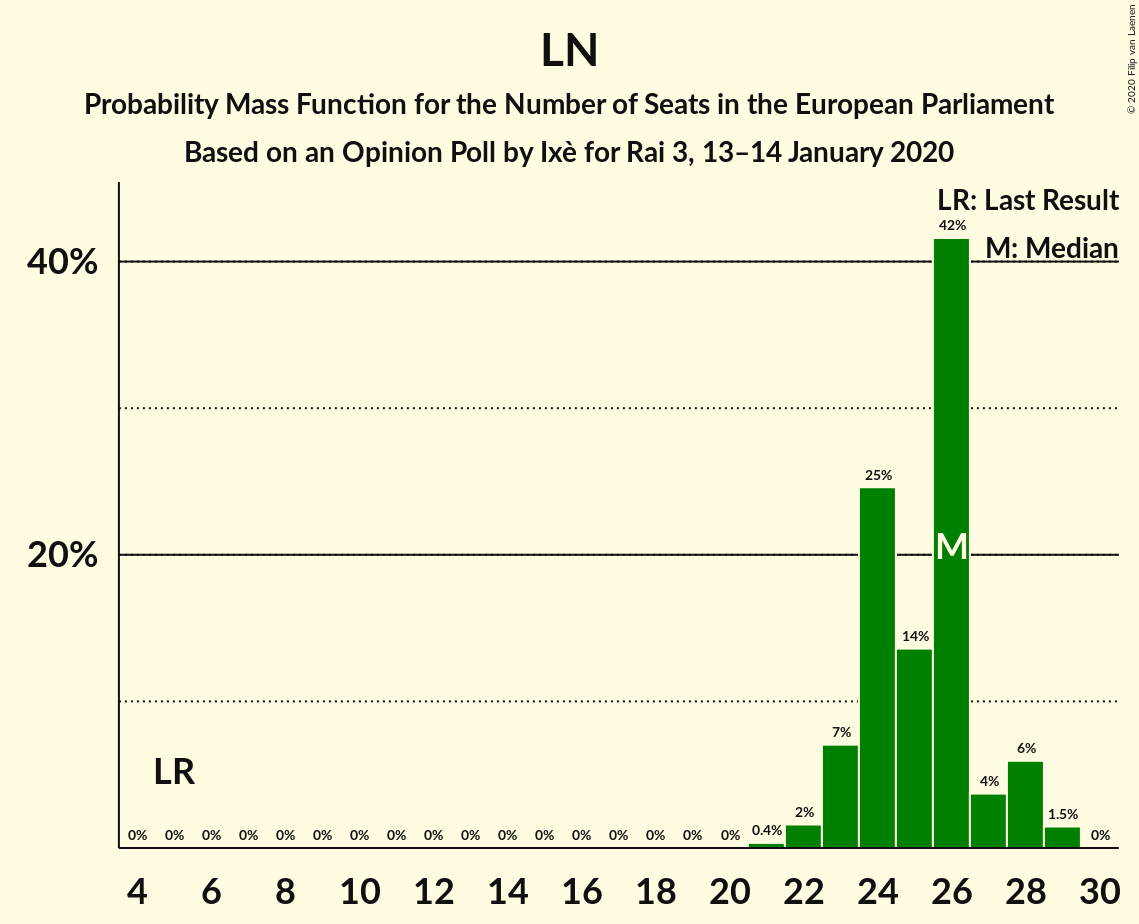 LN
Probability Mass Function for the Number of Seats in the European Parliament
Based on an Opinion Poll by Ixè for Rai 3, 13–14 January 2020
© 2020 Filip van Laenen
LR: Last Result
M: Median
40%
20%
42%
25%
M
14%
7%
6%
LR
4%
2%
1.5%
0.4%
0% 0% 0% 0% 0% 0% 0% 0% 0% 0% 0% 0% 0% 0% 0% 0% 0% 0%
4 6 8 10 12 14 16 18 20 22 24 26 28 30